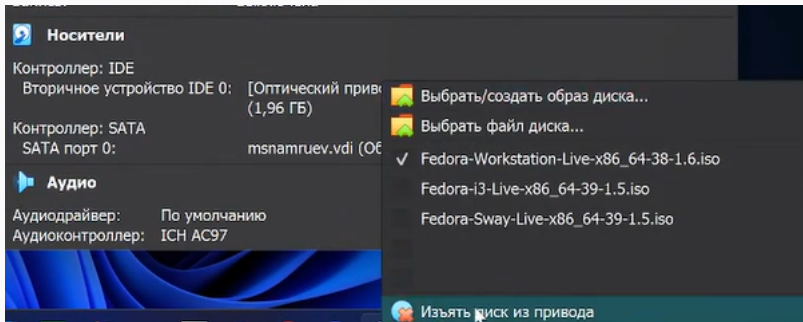 Носители
Контроллер: IDE
Вторичное устройство IDE 0: [Оптический приво
(1,96 ГБ)
Контроллер: SATA
SATA порт 0: msnamruev.vdi (Об
Аудио
Аудиодрайвер: По умолчанию
Аудиоконтроллер: ICH AC97
Выбрать/создать образ диска...
Выбрать файл диска...
Fedora-Workstation-Live-x86_64-38-1.6.iso
Fedora-i3-Live-x86_64-39-1.5.iso
Fedora-Sway-Live-x86_64-39-1.5.iso
Изъять диск из привода